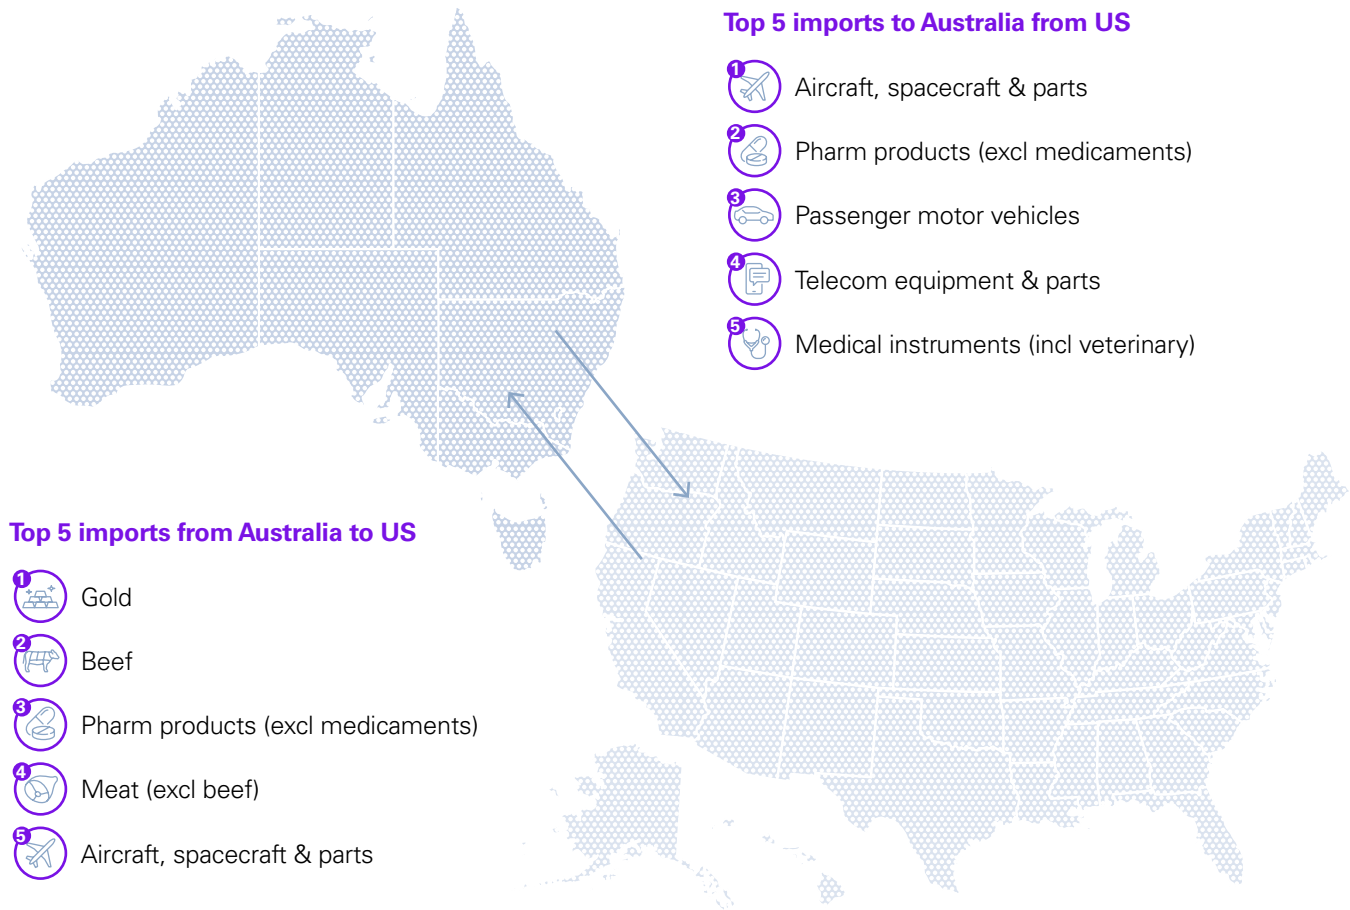 Top 5 imports to Australia from US
1
Aircraft, spacecraft & parts
2
Pharm products (excl medicaments)
3
Passenger motor vehicles
4
Telecom equipment & parts
5
Medical instruments (incl veterinary)
Top 5 imports from Australia to US
1
Gold
2
Beef
3
Pharm products (excl medicaments)
4
Meat (excl beef)
5
Aircraft, spacecraft & parts